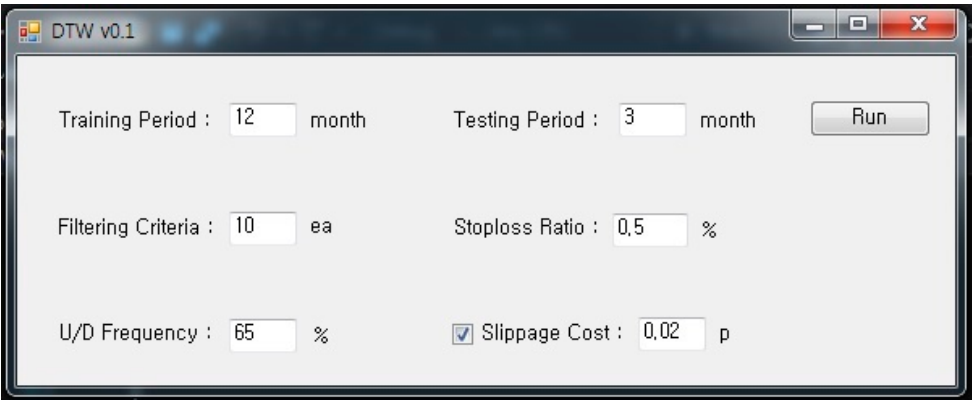 DTW v0.1
Training Period : 12 month Testing Period : 3 month Run
Filtering Criteria : 10 ea Stoploss Ratio : 0.5 %
U/D Frequency : 65 % Slippage Cost : 0.02 p